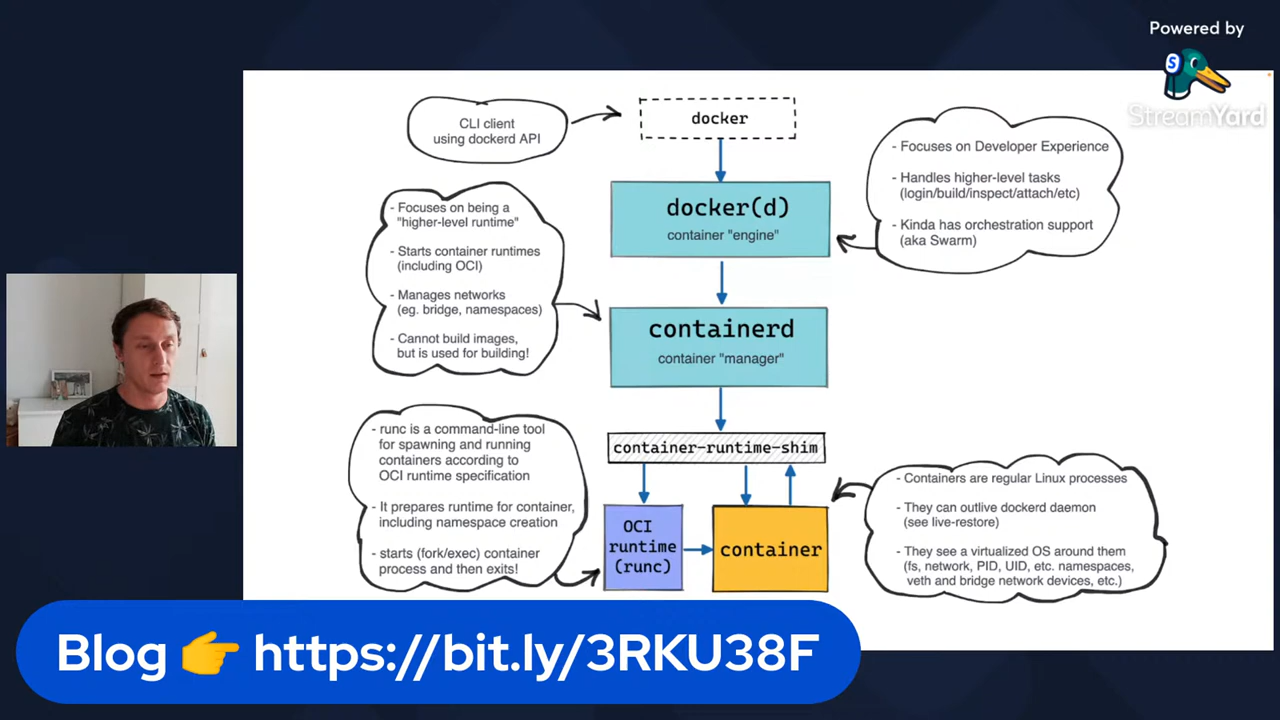 Powered by
S
StreamYard
CLI client
using dockerd API
docker
- Focuses on Developer Experience
- Handles higher-level tasks
(login/build/inspect/attach/etc)
- Kinda has orchestration support
(aka Swarm)
docker(d)
container "engine"
- Focuses on being a
"higher-level runtime"
- Starts container runtimes
(including OCI)
- Manages networks
(eg. bridge, namespaces)
- Cannot build images,
but is used for building!
containerd
container "manager"
- runc is a command-line tool
for spawning and running
containers according to
OCI runtime specification
- It prepares runtime for container,
including namespace creation
- starts (fork/exec) container
process and then exits!
container-runtime-shim
OCI
runtime
(runc)
container
- Containers are regular Linux processes
- They can outlive dockerd daemon
(see live-restore)
- They see a virtualized OS around them
(fs, network, PID, UID, etc. namespaces,
veth and bridge network devices, etc.)
Blog 👉 https://bit.ly/3RKU38F